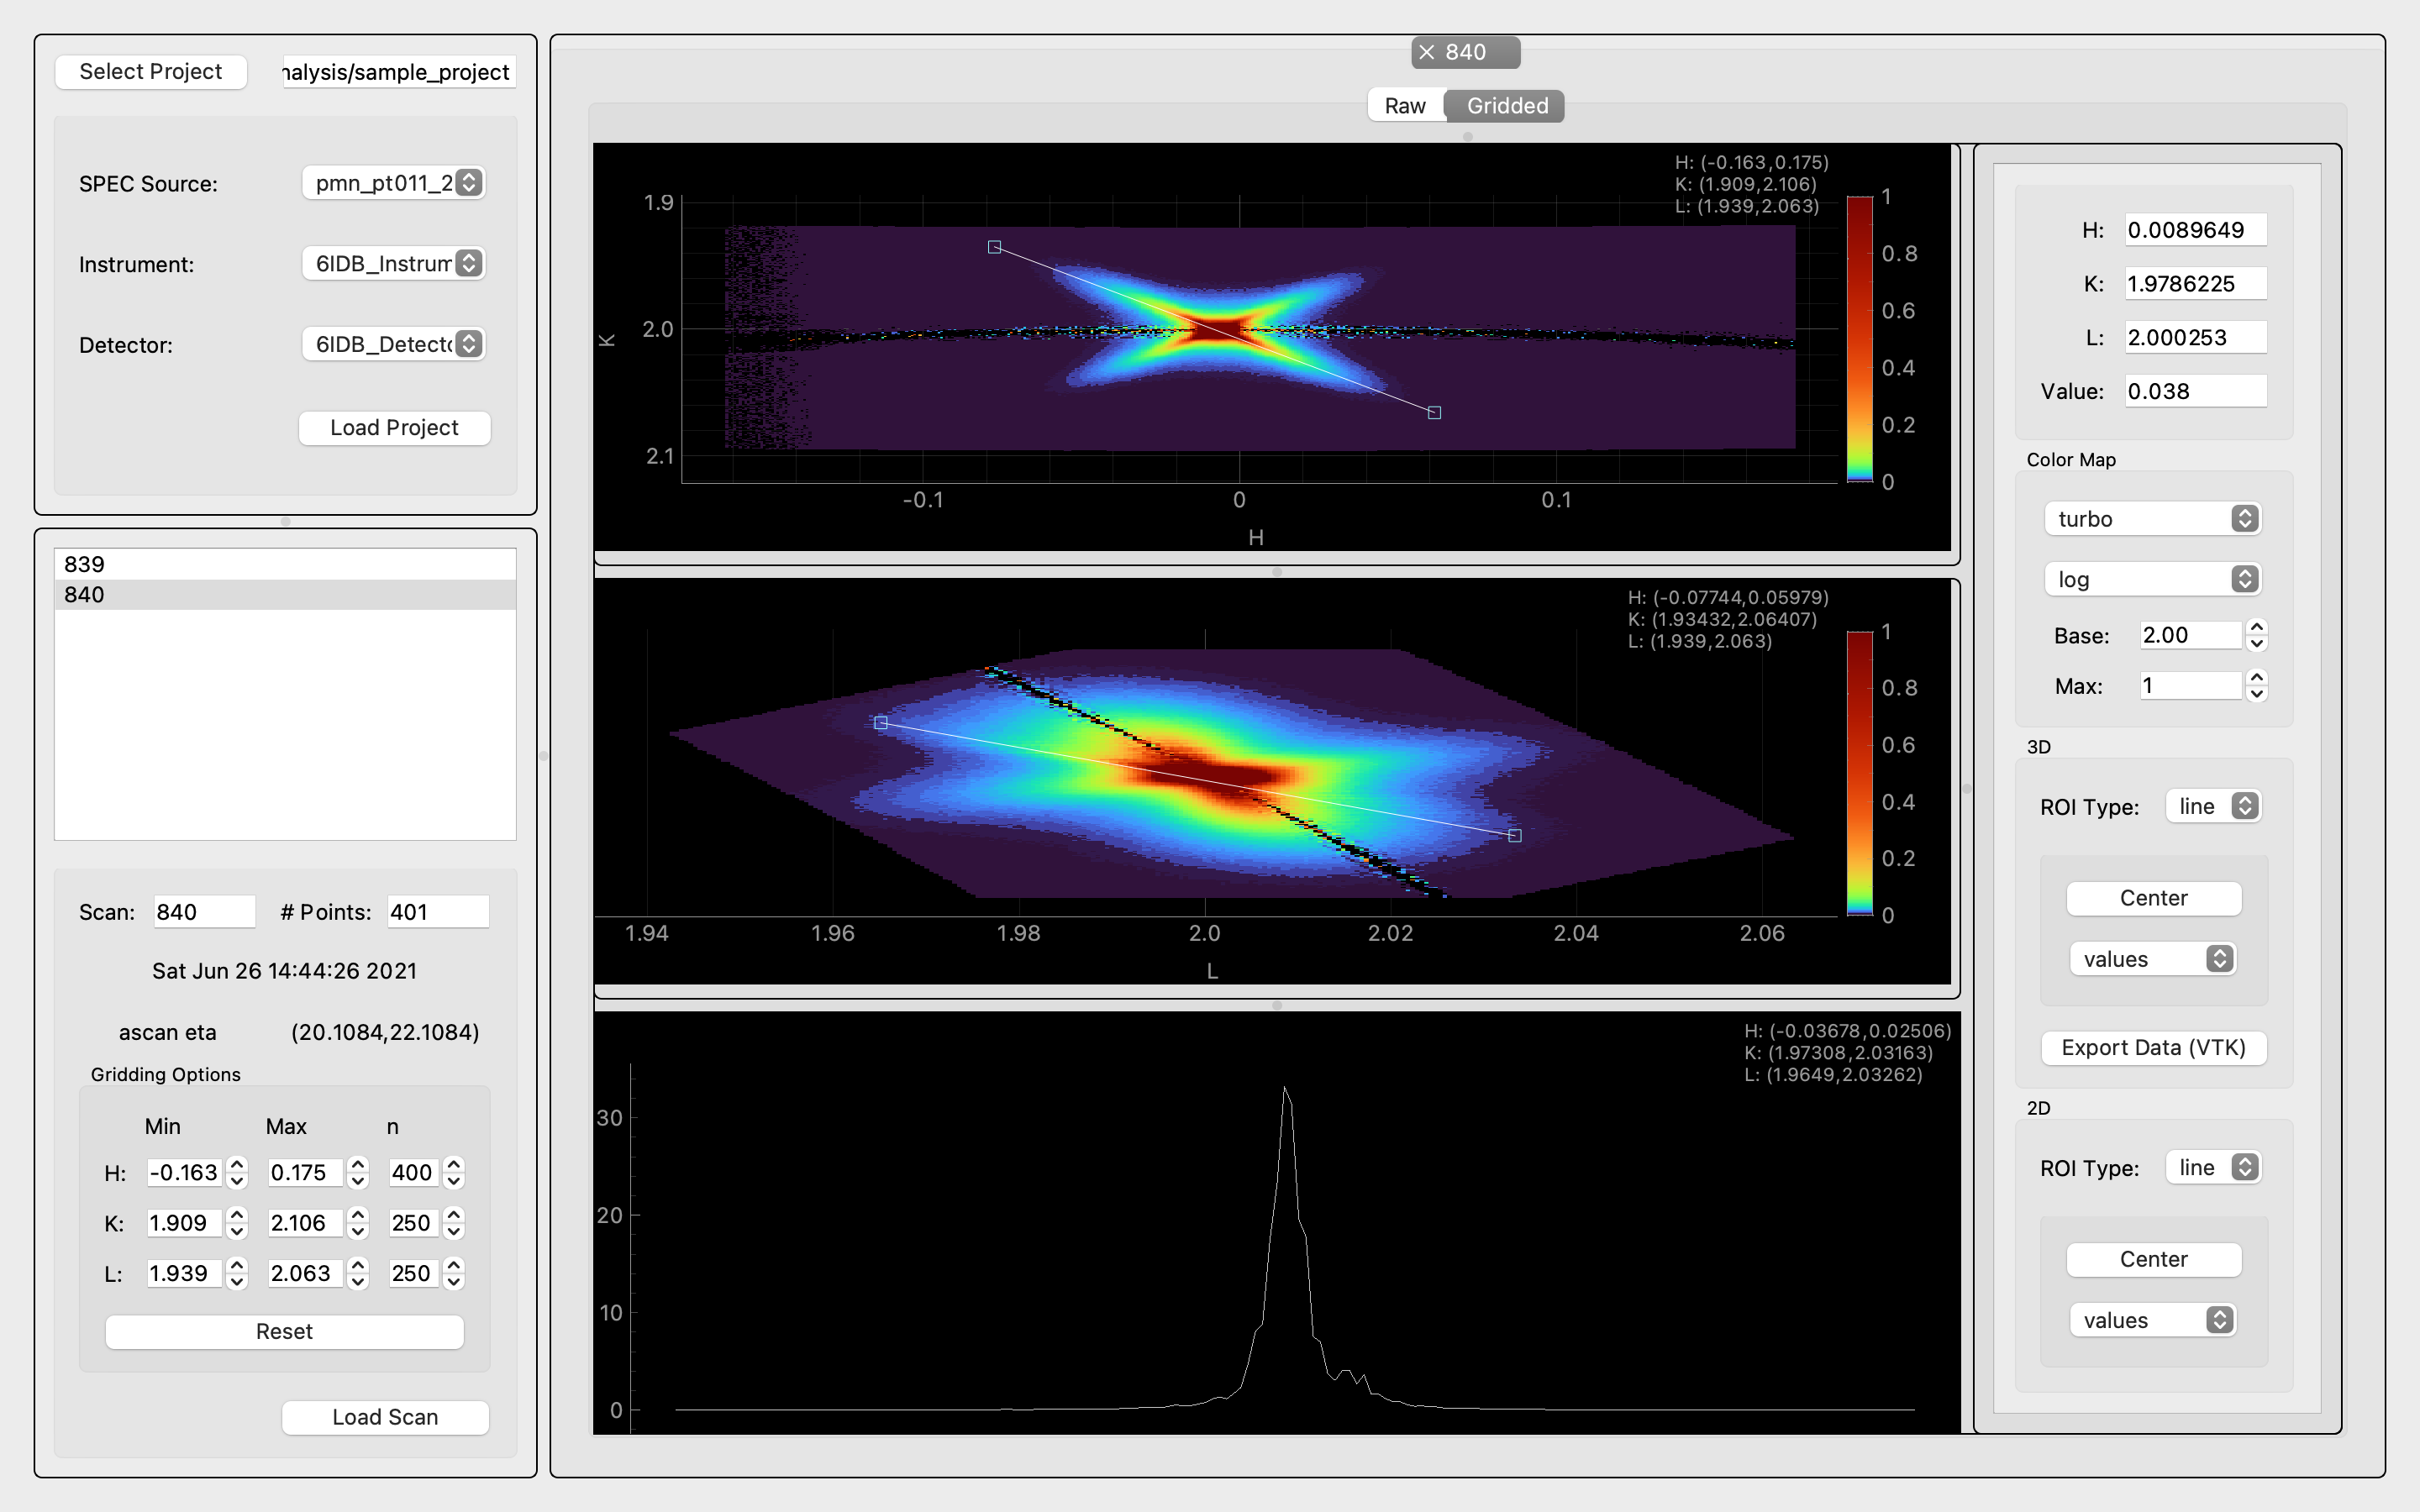 Select Project
nalysis/sample_project
SPEC Source: pmn_pt011_2
Instrument: 6IDB_Instrum
Detector: 6IDB_Detect
Load Project
839
840
Scan: 840 # Points: 401
Sat Jun 26 14:44:26 2021
ascan eta (20.1084,22.1084)
Gridding Options
Min Max n
H: -0.163 0.175 400
K: 1.909 2.106 250
L: 1.939 2.063 250
Reset
Load Scan
840
Raw Gridded
H: (-0.163,0.175)
K: (1.909,2.106)
L: (1.939,2.063)
1.9
2.0
2.1
K
-0.1 0 0.1
H
1
0.8
0.6
0.4
0.2
0
H: (-0.07744,0.05979)
K: (1.93432,2.06407)
L: (1.939,2.063)
1.94 1.96 1.98 2.0 2.02 2.04 2.06
L
1
0.8
0.6
0.4
0.2
0
H: (-0.03678,0.02506)
K: (1.97308,2.03163)
L: (1.9649,2.03262)
30
20
10
0
H: 0.0089649
K: 1.9786225
L: 2.000253
Value: 0.038
Color Map
turbo
log
Base: 2.00
Max: 1
3D
ROI Type: line
Center
values
Export Data (VTK)
2D
ROI Type: line
Center
values